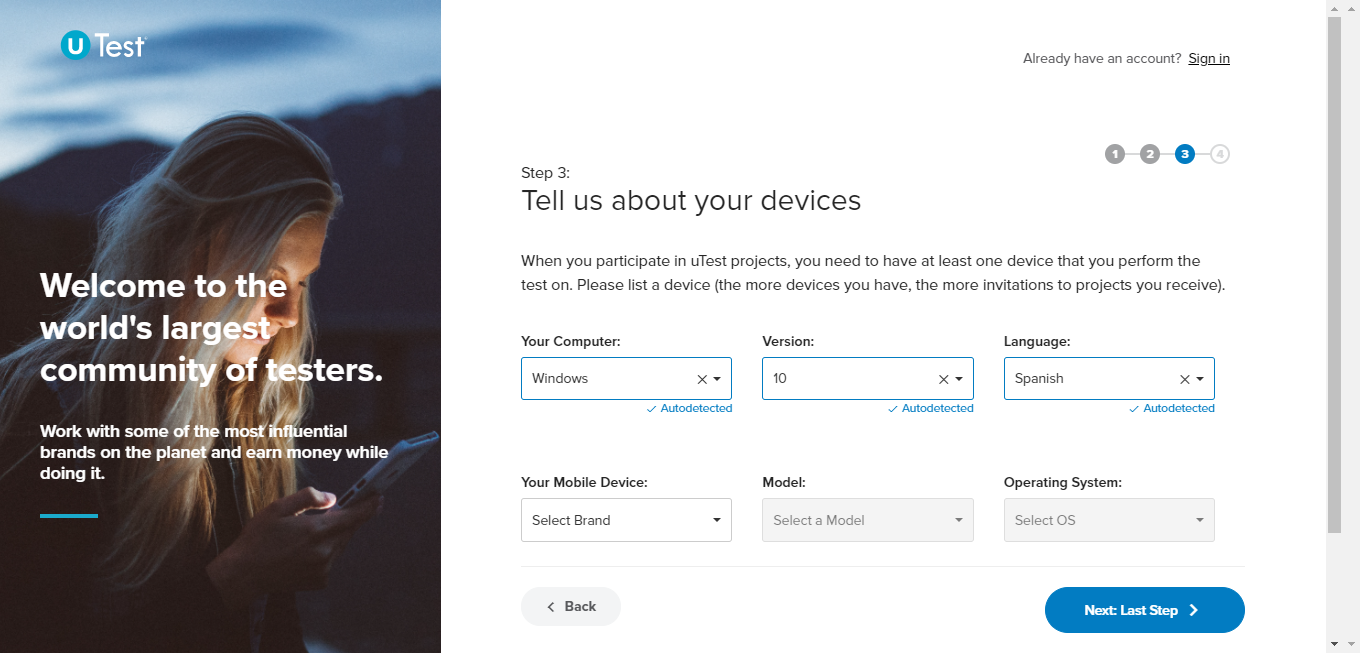 U Test
Already have an account? Sign in
1 2 3 4
Step 3:
Tell us about your devices
When you participate in uTest projects, you need to have at least one device that you perform the
test on. Please list a device (the more devices you have, the more invitations to projects you receive).
Welcome to the
world's largest
community of testers.
Work with some of the most influential
brands on the planet and earn money while
doing it.
Your Computer: Version: Language:
Windows 10 Spanish
Autodetected Autodetected Autodetected
Your Mobile Device: Model: Operating System:
Select Brand Select a Model Select OS
Back Next: Last Step